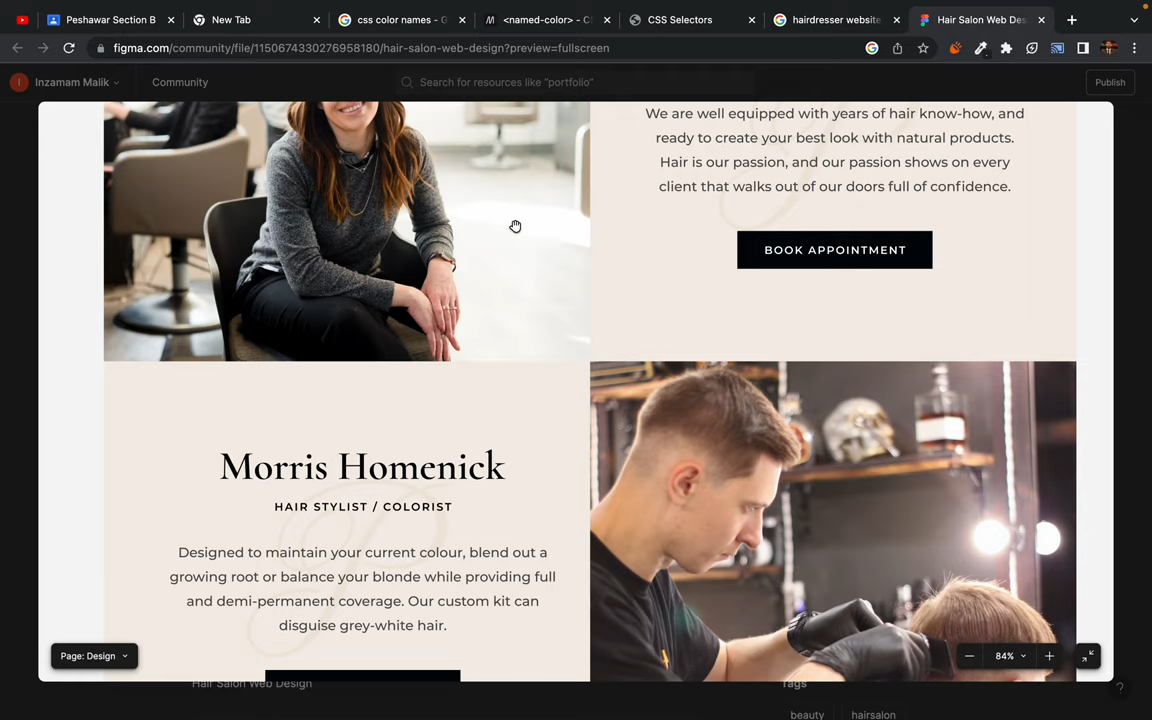 Peshawar Section B
New Tab
css color names - G
<named-color> - C
CSS Selectors
hairdresser website
Hair Salon Web Des
figma.com/community/file/1150674330276958180/hair-salon-web-design?preview=fullscreen
I
Inzamam Malik
Community
Search for resources like "portfolio"
Publish
We are well equipped with years of hair know-how, and
ready to create your best look with natural products.
Hair is our passion, and our passion shows on every
client that walks out of our doors full of confidence.
BOOK APPOINTMENT
Morris Homenick
HAIR STYLIST / COLORIST
Designed to maintain your current colour, blend out a
growing root or balance your blonde while providing full
and demi-permanent coverage. Our custom kit can
disguise grey-white hair.
Page: Design
84%
Hair Salon Web Design
Tags
beauty
hairsalon
?